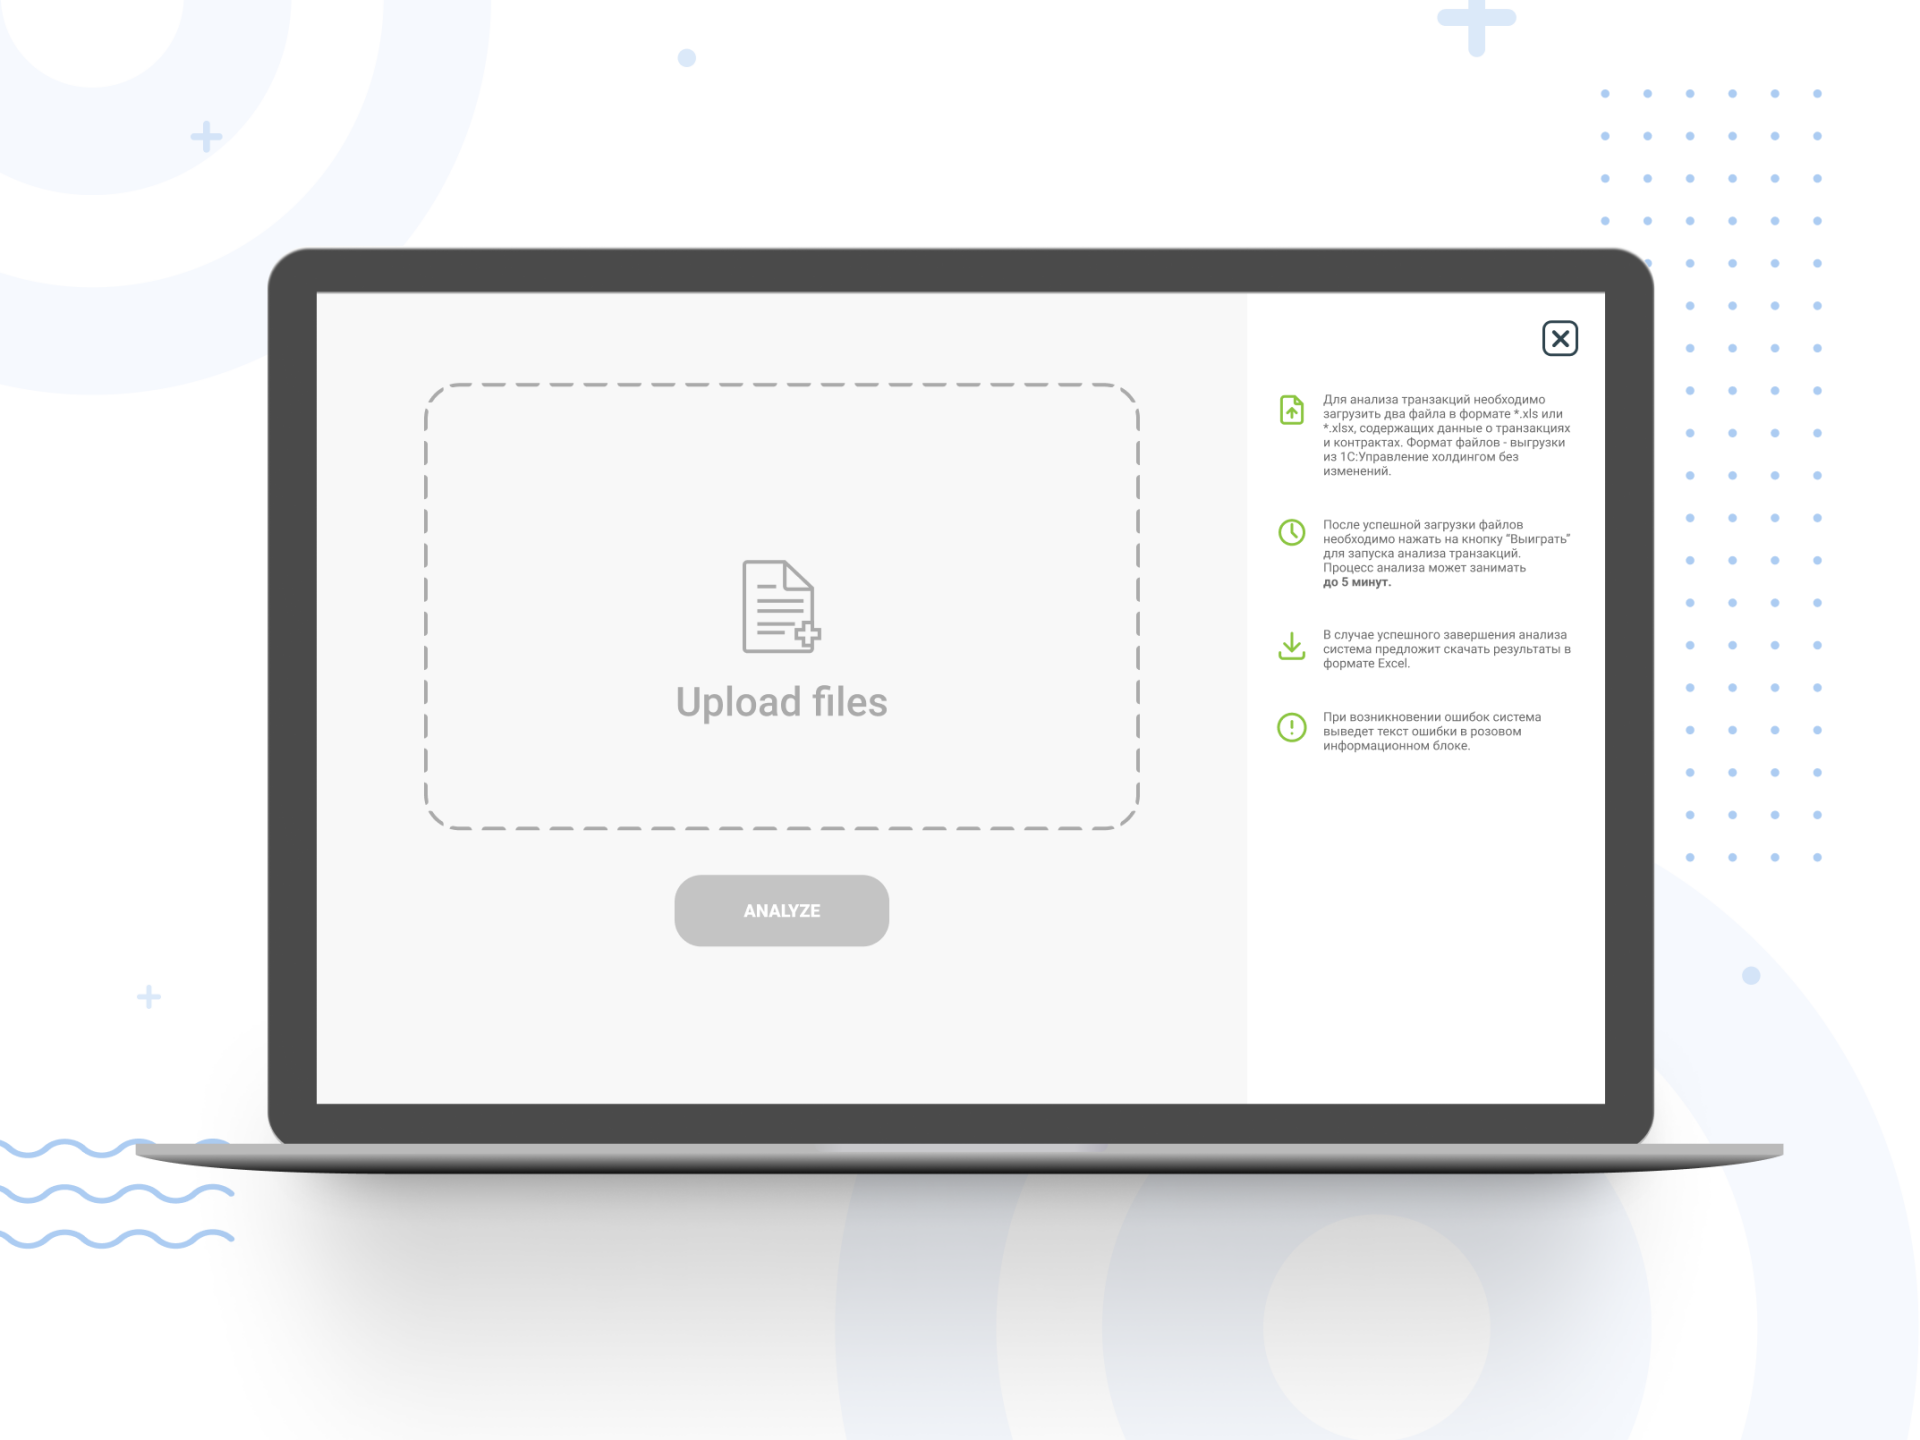 Upload files
ANALYZE
Для анализа транзакций необходимо
загрузить два файла в формате *.xls или
*.xlsx, содержащих данные о транзакциях
и контрактах. Формат файлов - выгрузки
из 1С:Управление холдингом без
изменений.
После успешной загрузки файлов
необходимо нажать на кнопку “Выиграть”
для запуска анализа транзакций.
Процесс анализа может занимать
до 5 минут.
В случае успешного завершения анализа
система предложит скачать результаты в
формате Excel.
При возникновении ошибок система
выведет текст ошибки в розовом
информационном блоке.